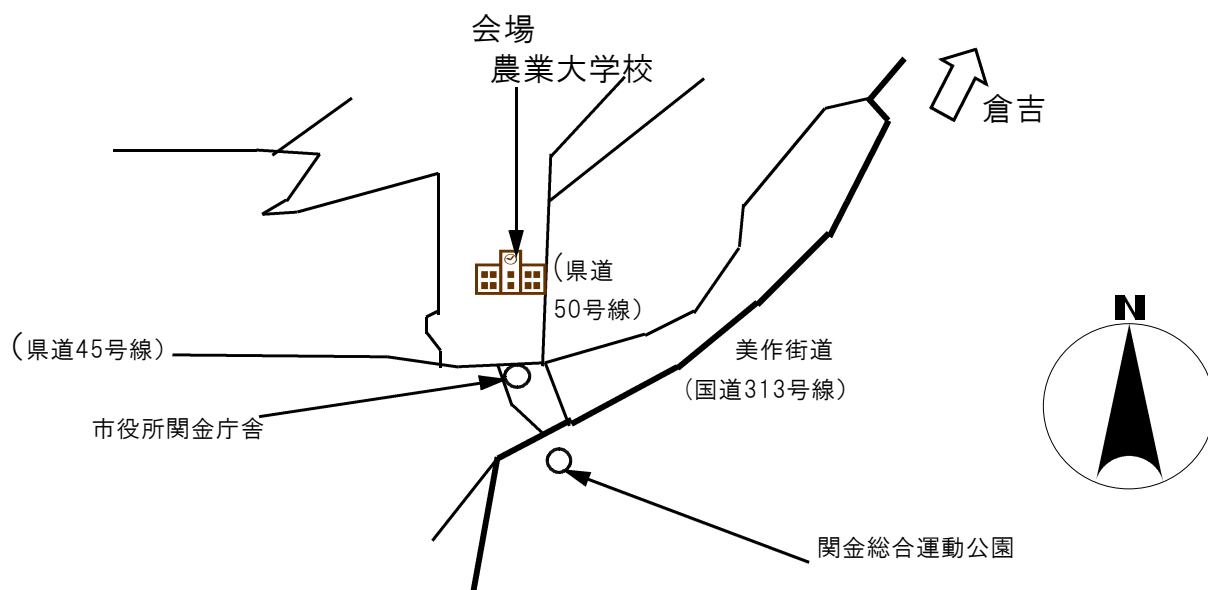 会場
農業大学校
倉吉
(県道
50号線)
N
(県道45号線)
美作街道
(国道313号線)
市役所関金庁舎
関金総合運動公園